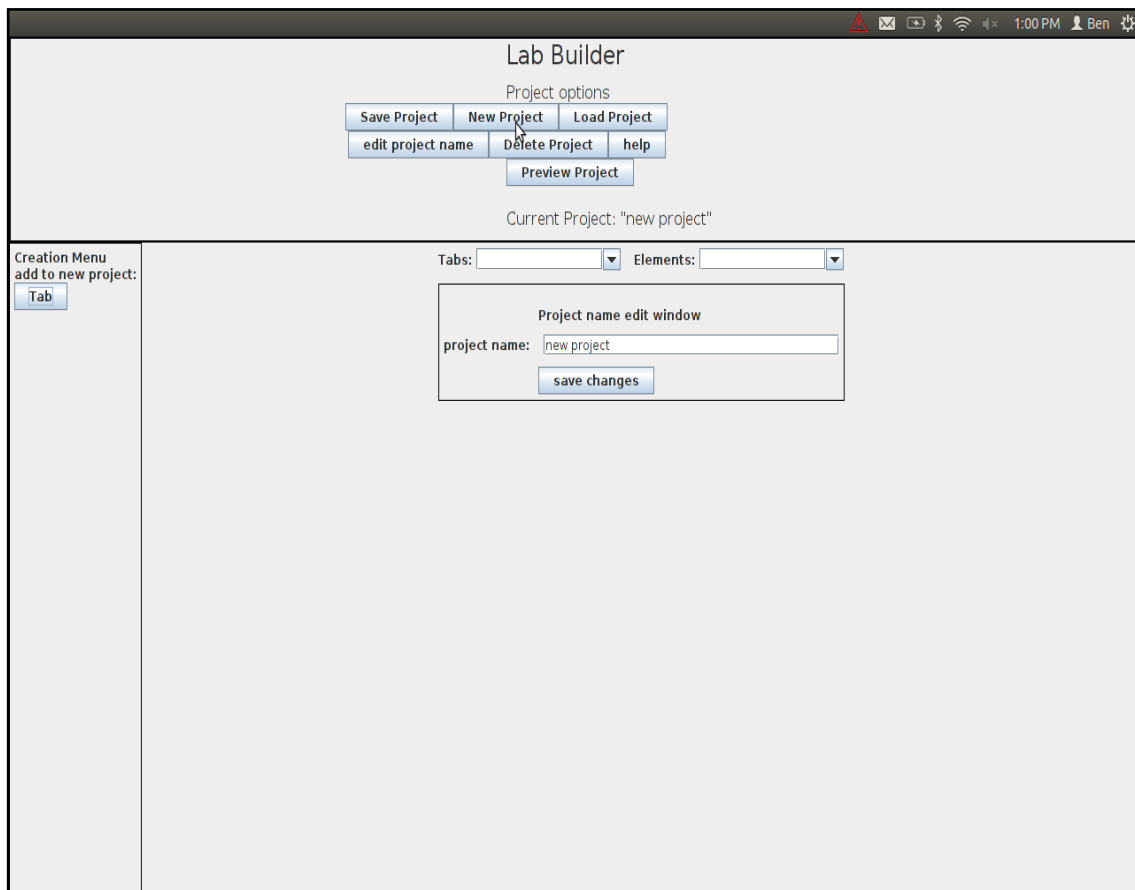 1:00 PM Ben
Lab Builder
Project options
Save Project New Project Load Project
edit project name Delete Project help
Preview Project
Current Project: "new project"
Creation Menu
add to new project:
Tab
Tabs: Elements:
Project name edit window
project name: new project
save changes